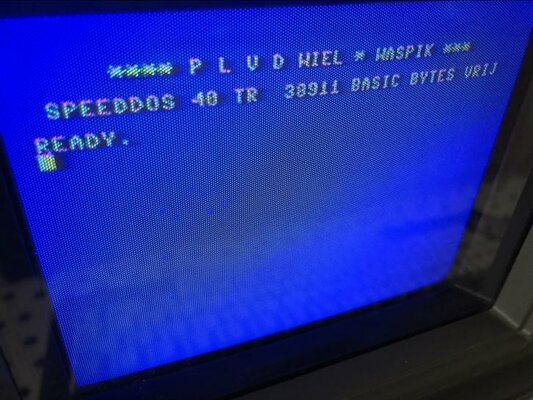 **** P L V D WIEL * WASPIK ***
SPEEDDOS 40 TR 38911 BASIC BYTES VRIJ
READY.